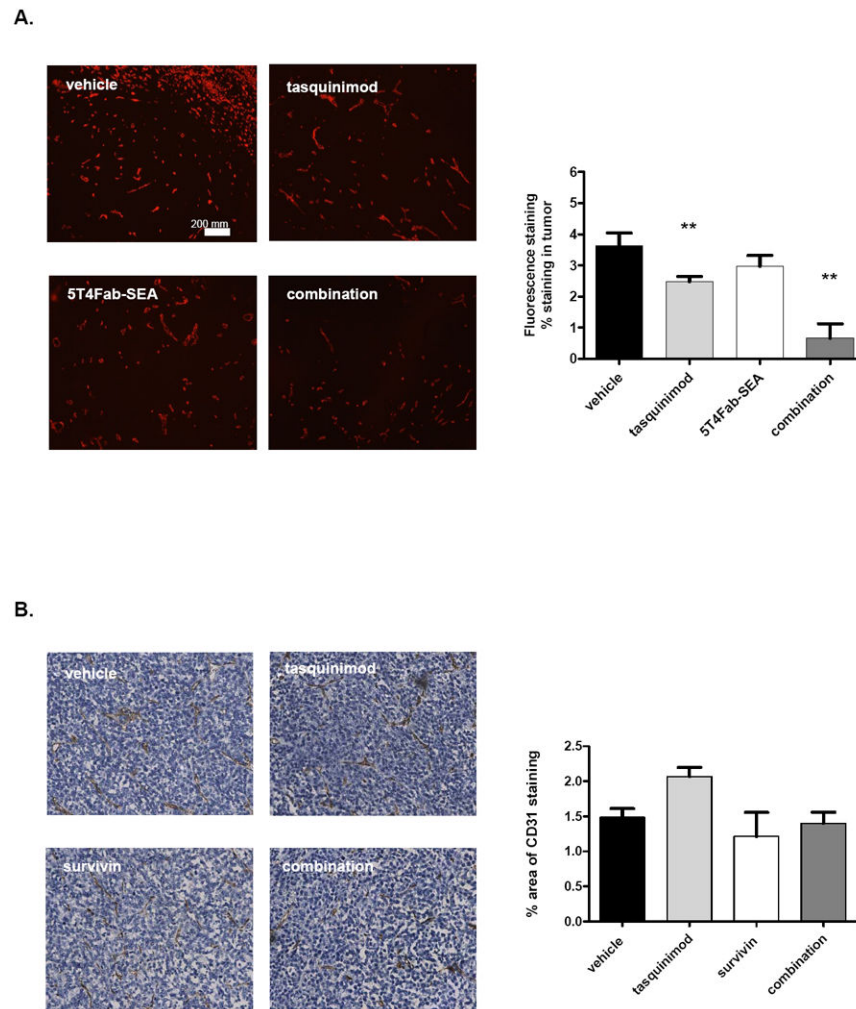 A.
vehicle
tasquinimod
200 mm
5T4Fab-SEA
combination
Fluorescence staining
% staining in tumor
6
5
4
3
2
1
0
**
**
vehicle
tasquinimod
5T4Fab-SEA
combination
B.
vehicle
tasquinimod
survivin
combination
% area of CD31 staining
2.5
2.0
1.5
1.0
0.5
0.0
vehicle
tasquinimod
survivin
combination